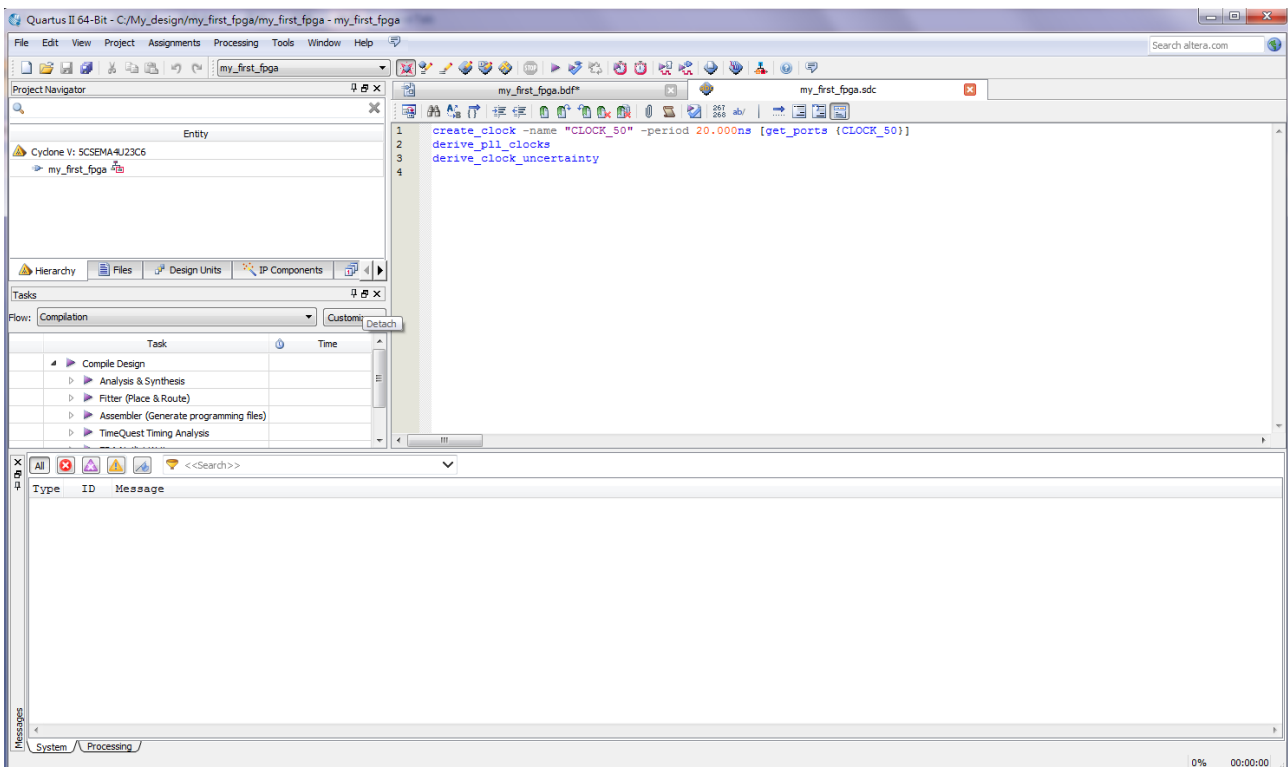 Quartus II 64-Bit - C:/My_design/my_first_fpga/my_first_fpga - my_first_fpga
File Edit View Project Assignments Processing Tools Window Help
Search altera.com
my_first_fpga
Project Navigator
my_first_fpga.bdf*
my_first_fpga.sdc
Entity
Cyclone V: 5CSEMA4U23C6
my_first_fpga
Hierarchy Files Design Units IP Components
267
268
ab/
1 create_clock -name "CLOCK_50" -period 20.000ns [get_ports {CLOCK_50}]
2 derive_pll_clocks
3 derive_clock_uncertainty
4
Tasks
Flow: Compilation
Detach
Task Time
Compile Design
Analysis & Synthesis
Fitter (Place & Route)
Assembler (Generate programming files)
TimeQuest Timing Analysis
All
<<Search>>
Type ID Message
Messages
System Processing
0% 00:00:00